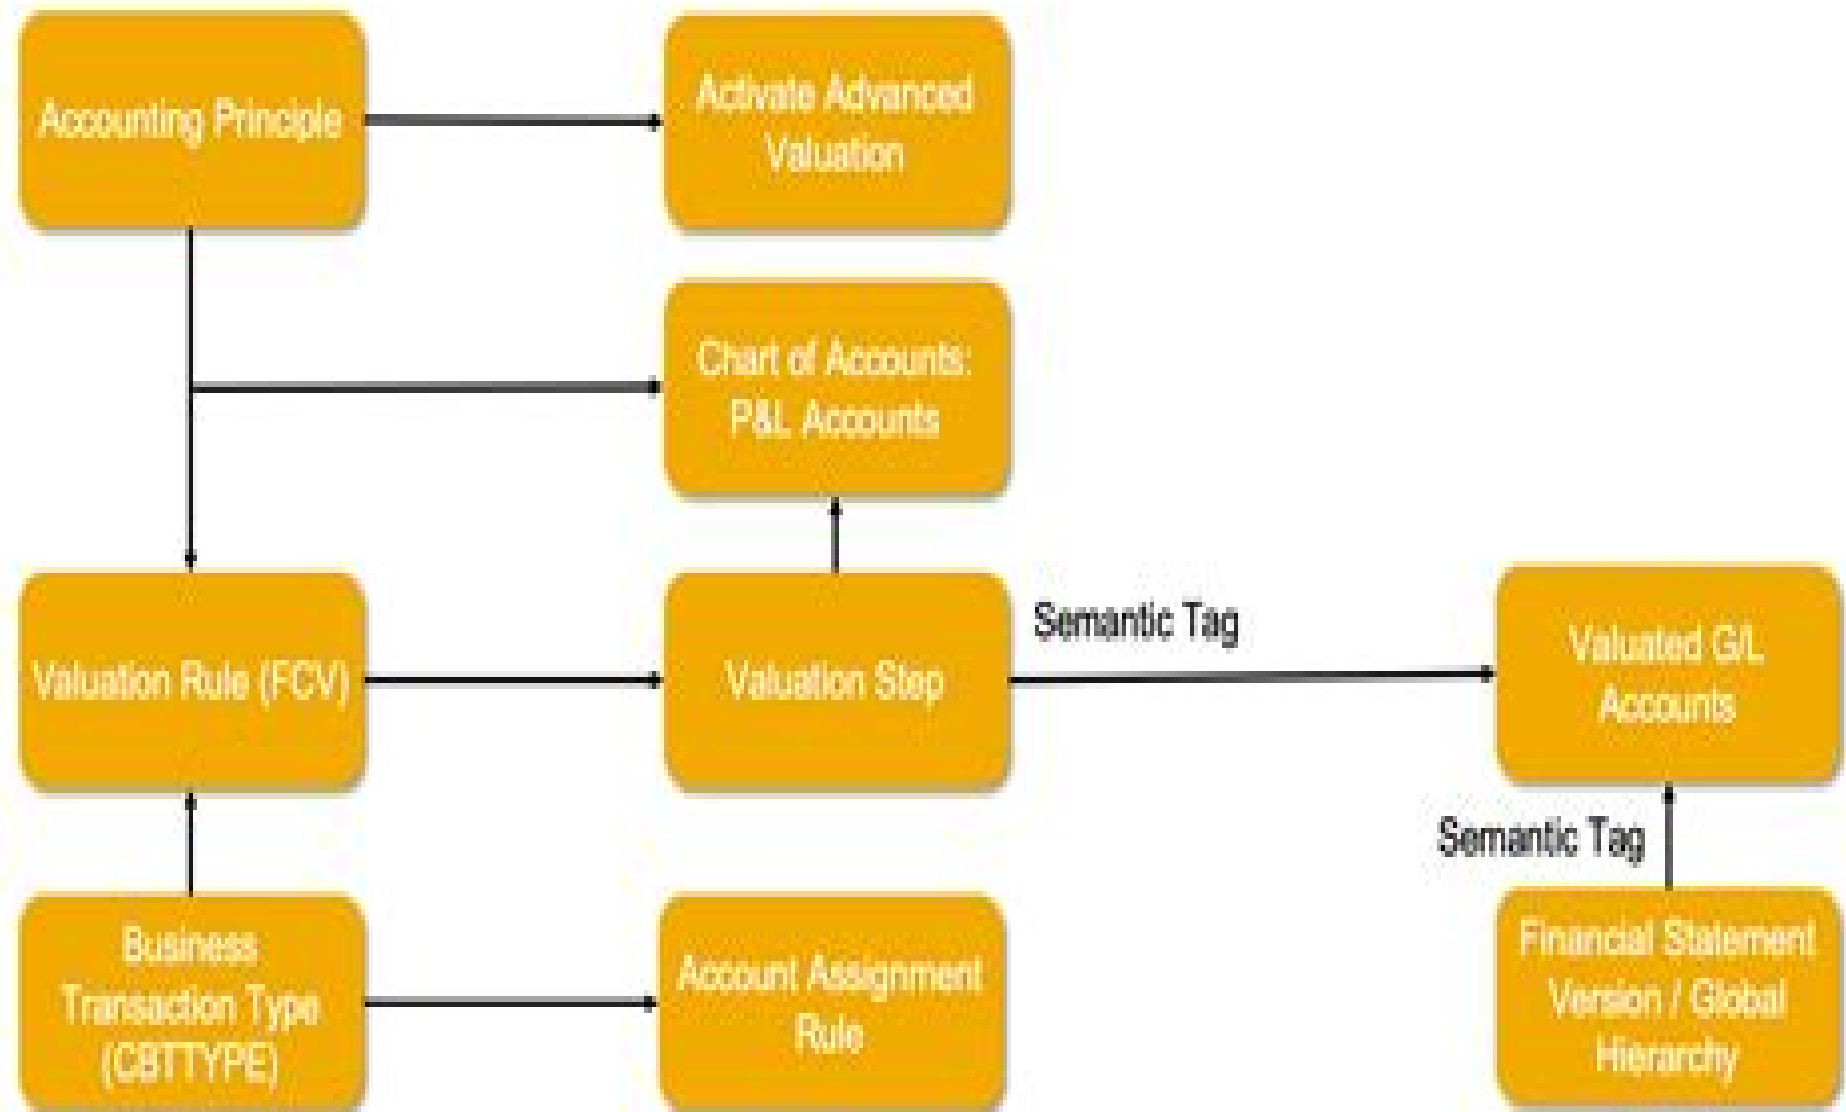 Accounting Principle
Activate Advanced
Valuation
Chart of Accounts:
P&L Accounts
Valuation Rule (FCV)
Valuation Step
Semantic Tag
Valuated G/L
Accounts
Semantic Tag
Business
Transaction Type
(CBTTYPE)
Account Assignment
Rule
Financial Statement
Version / Global
Hierarchy